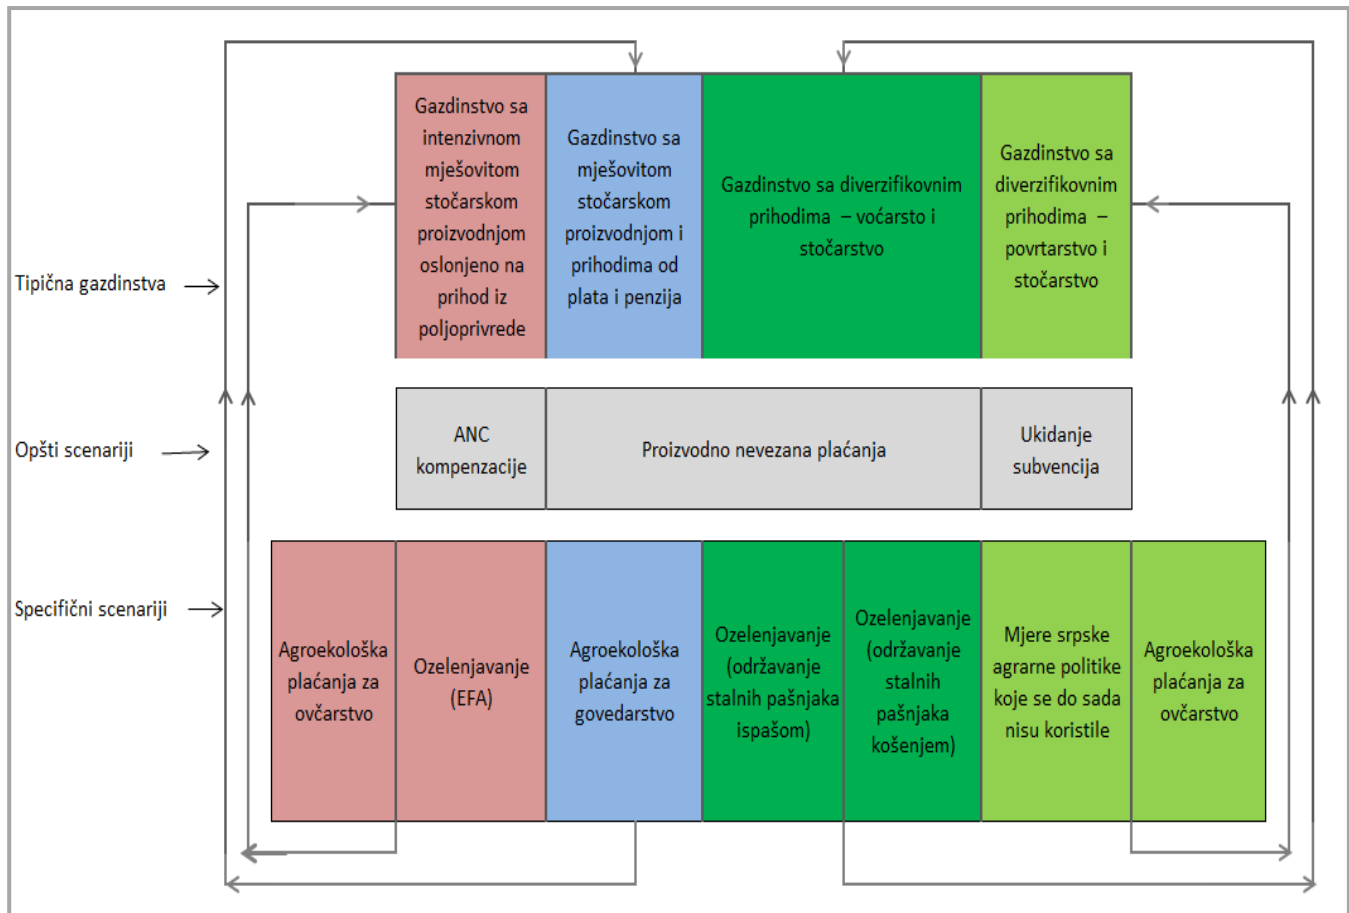 Gazdinstvo sa
intenzivnom
mješovitom
stočarskom
proizvodnjom
oslonjeno na
prihod iz
poljoprivrede
Gazdinstvo sa
mješovitom
stočarskom
proizvodnjom i
prihodima od
plata i penzija
Gazdinstvo sa diverzifikovnim
prihodima – voćarsto i
stočarstvo
Gazdinstvo sa
diverzifikovnim
prihodima –
povrtarstvo i
stočarstvo
Tipična gazdinstva
Opšti scenariji
ANC
kompenzacije
Proizvodno nevezana plaćanja
Ukidanje
subvencija
Specifični scenariji
Agroekološka
plaćanja za
ovčarstvo
Ozelenjavanje
(EFA)
Agroekološka
plaćanja za
govedarstvo
Ozelenjavanje
(održavanje
stalnih pašnjaka
ispašom)
Ozelenjavanje
(održavanje
stalnih
pašnjaka
košenjem)
Mjere srpske
agrarne politike
koje se do sada
nisu koristile
Agroekološka
plaćanja za
ovčarstvo